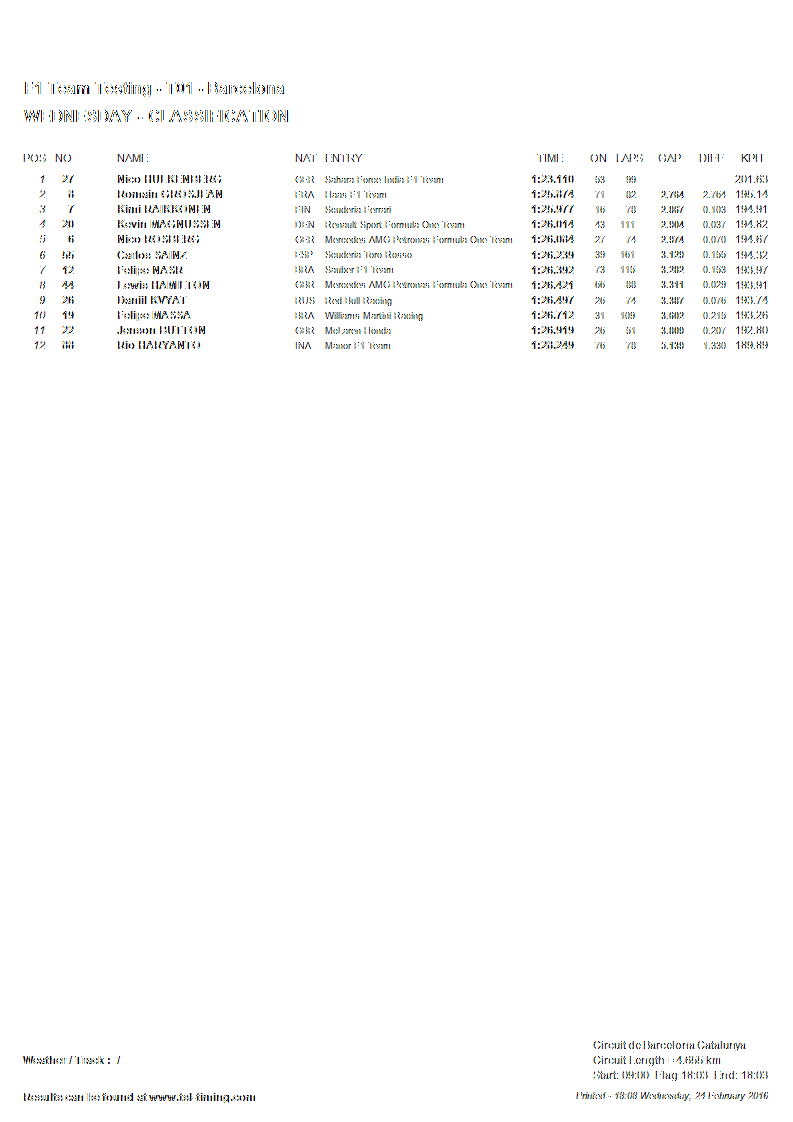 F1 Team Testing - T01 - Barcelona
WEDNESDAY - CLASSIFICATION
POS NO NAME NAT ENTRY TIME ON LAPS GAP DIFF KPH
1 27 Nico HULKENBERG GER Sahara Force India F1 Team 1:23.110 53 99 201.63
2 8 Romain GROSJEAN FRA Haas F1 Team 1:25.874 71 82 2.764 2.764 195.14
3 7 Kimi RAIKKONEN FIN Scuderia Ferrari 1:25.977 16 78 2.867 0.103 194.91
4 20 Kevin MAGNUSSEN DEN Renault Sport Formula One Team 1:26.014 43 111 2.904 0.037 194.82
5 6 Nico ROSBERG GER Mercedes AMG Petronas Formula One Team 1:26.084 27 74 2.974 0.070 194.67
6 55 Carlos SAINZ ESP Scuderia Toro Rosso 1:26.239 39 161 3.129 0.155 194.32
7 12 Felipe NASR BRA Sauber F1 Team 1:26.392 73 115 3.282 0.153 193.97
8 44 Lewis HAMILTON GBR Mercedes AMG Petronas Formula One Team 1:26.421 66 88 3.311 0.029 193.91
9 26 Daniil KVYAT RUS Red Bull Racing 1:26.497 26 74 3.387 0.076 193.74
10 19 Felipe MASSA BRA Williams Martini Racing 1:26.712 31 109 3.602 0.215 193.26
11 22 Jenson BUTTON GBR McLaren Honda 1:26.919 26 51 3.809 0.207 192.80
12 88 Rio HARYANTO INA Manor F1 Team 1:28.249 76 78 5.139 1.330 189.89
Circuit de Barcelona Catalunya
Weather / Track : / Circuit Length = 4.655 km
Start: 09:00 Flag 18:03 End: 18:03
Results can be found at www.tsl-timing.com Printed - 18:08 Wednesday, 24 February 2016